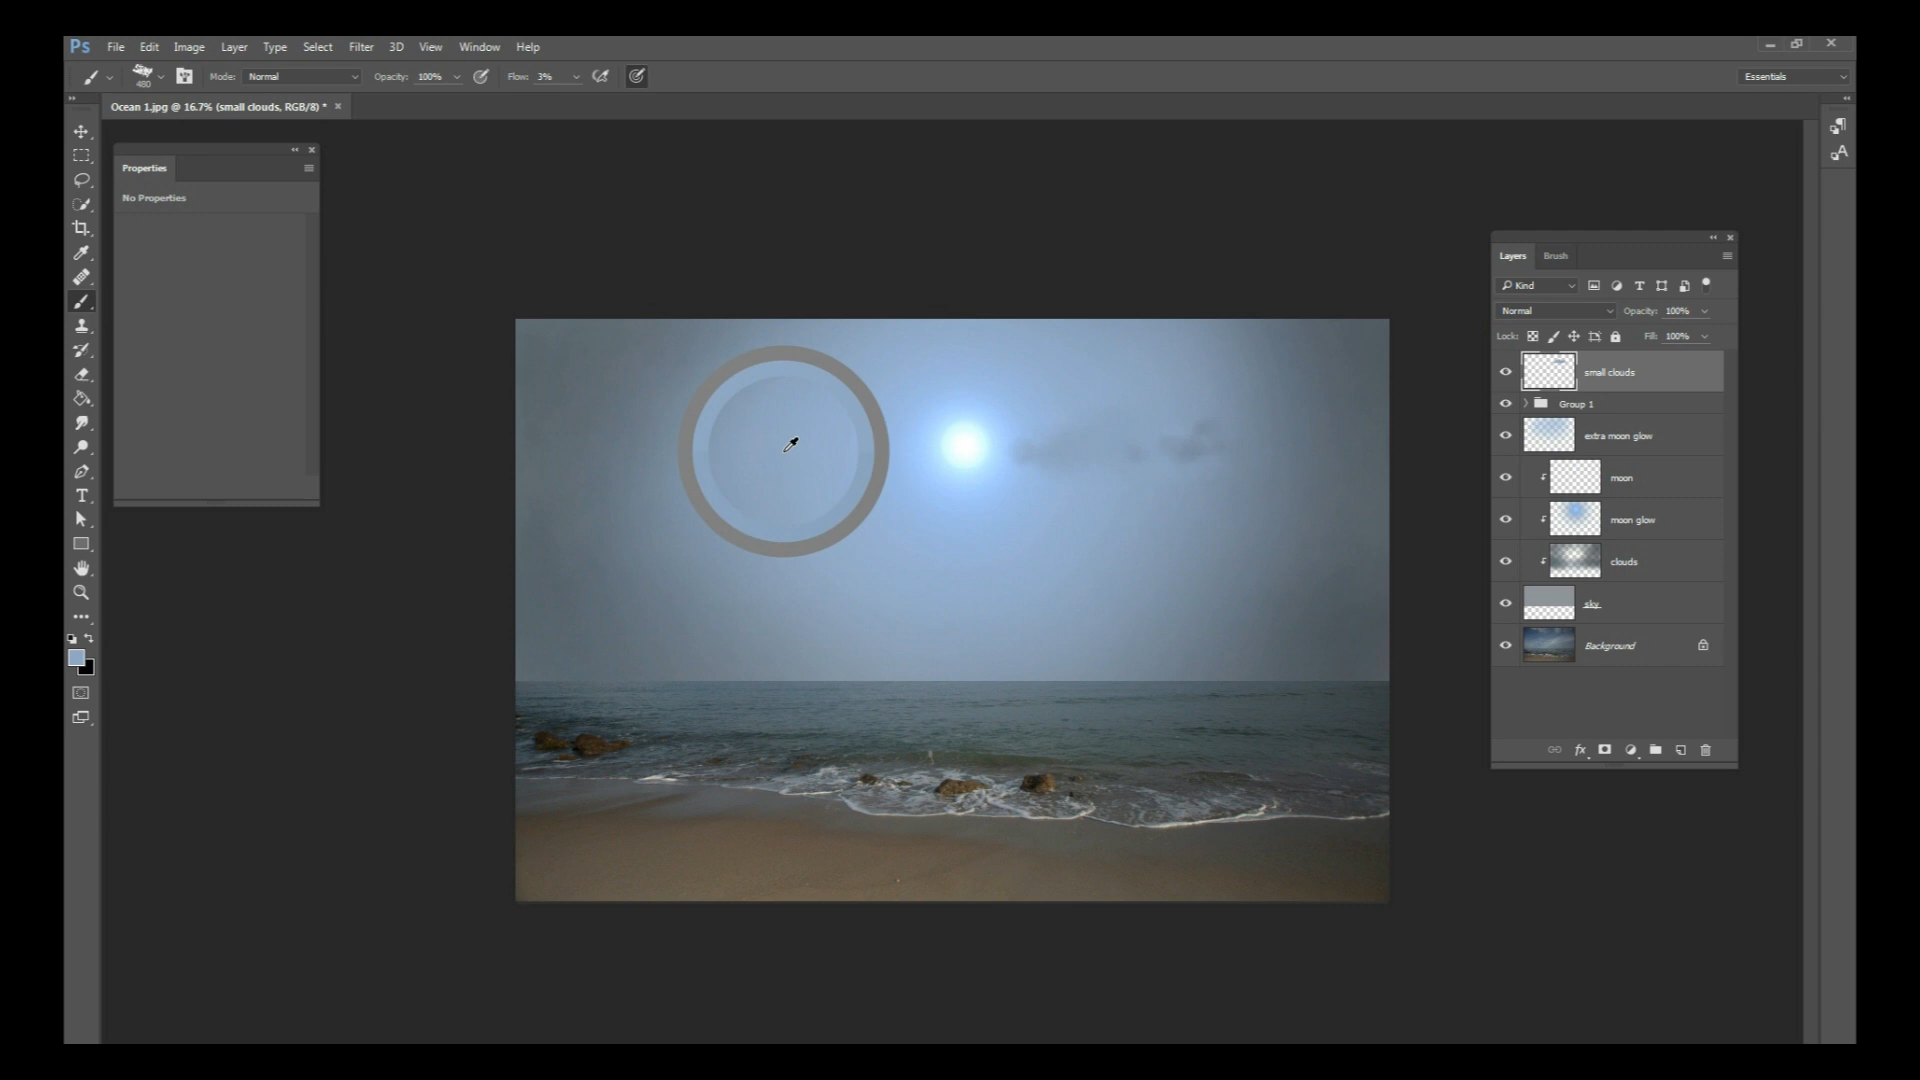 Ps File Edit Image Layer Type Select Filter 3D View Window Help
480 Mode: Normal Opacity: 100% Flow: 3% Essentials
Ocean 1.jpg @ 16.7% (small clouds, RGB/8) * ×
Properties
No Properties
Layers Brush
Kind
Normal Opacity: 100%
Lock: Fill: 100%
small clouds
Group 1
extra moon glow
moon
moon glow
clouds
sky
Background
fx